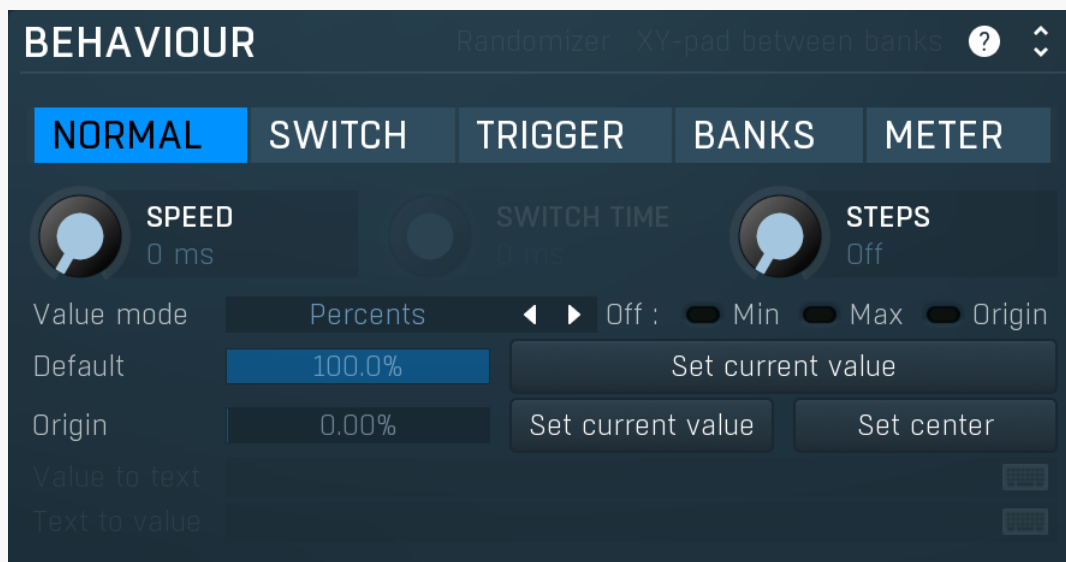 BEHAVIOUR Randomizer XY-pad between banks ?
NORMAL SWITCH TRIGGER BANKS METER
SPEED SWITCH TIME STEPS
0 ms 0 ms Off
Value mode Percents Off : Min Max Origin
Default 100.0% Set current value
Origin 0.00% Set current value Set center
Value to text
Text to value